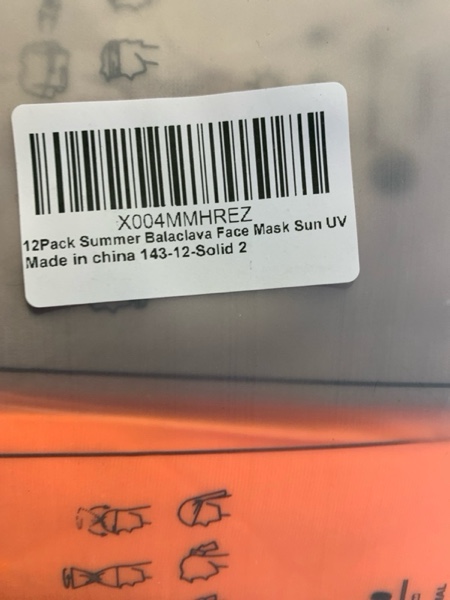 X004MMHREZ
12Pack Summer Balaclava Face Mask Sun UV
Made in china 143-12-Solid 2